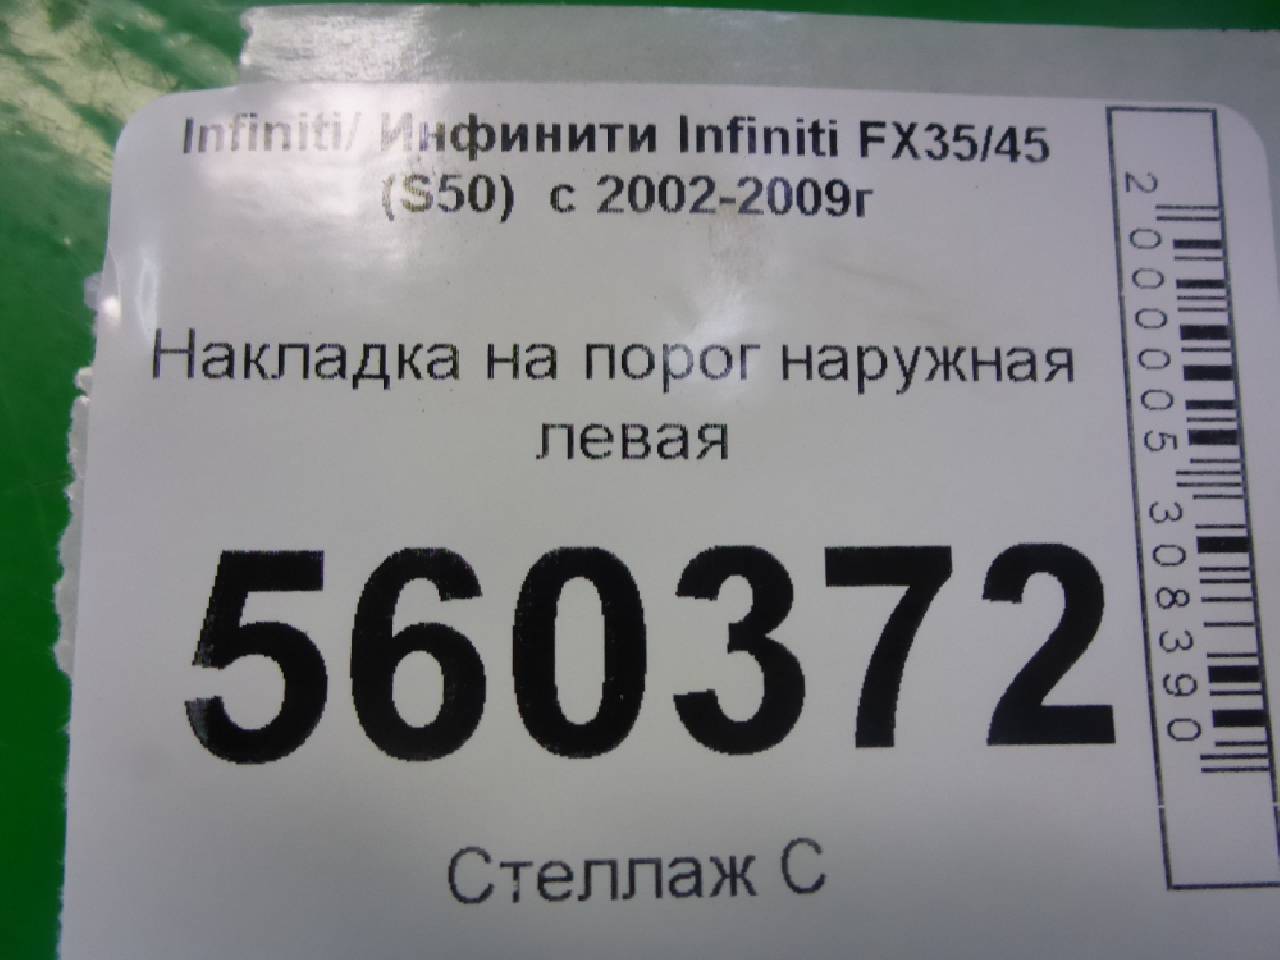 Infiniti/ Инфинити Infiniti FX35/45
(S50) с 2002-2009г
Накладка на порог наружная
левая
560372
Стеллаж С
2000005308390